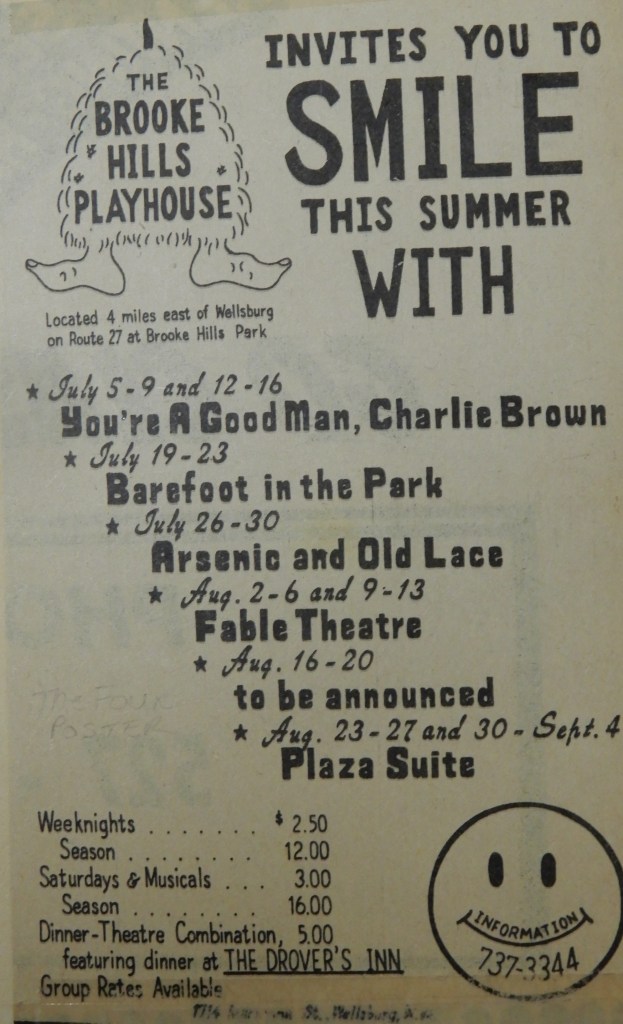 THE
BROOKE
HILLS
PLAYHOUSE
Located 4 miles east of Wellsburg
on Route 27 at Brooke Hills Park
INVITES YOU TO
SMILE
THIS SUMMER
WITH
★ July 5-9 and 12-16
You're A Good Man, Charlie Brown
★ July 19-23
Barefoot in the Park
★ July 26-30
Arsenic and Old Lace
★ Aug. 2-6 and 9-13
Fable Theatre
★ Aug. 16-20
to be announced
THE FOUR
POSTER
★ Aug. 23-27 and 30-Sept. 4
Plaza Suite
Weeknights . . . . . . . $ 2.50
Season . . . . . . . . 12.00
Saturdays & Musicals . . . 3.00
Season . . . . . . . . 16.00
Dinner-Theatre Combination, 5.00
featuring dinner at THE DROVER'S INN
Group Rates Available
INFORMATION
737-3344
St., Wellsburg,